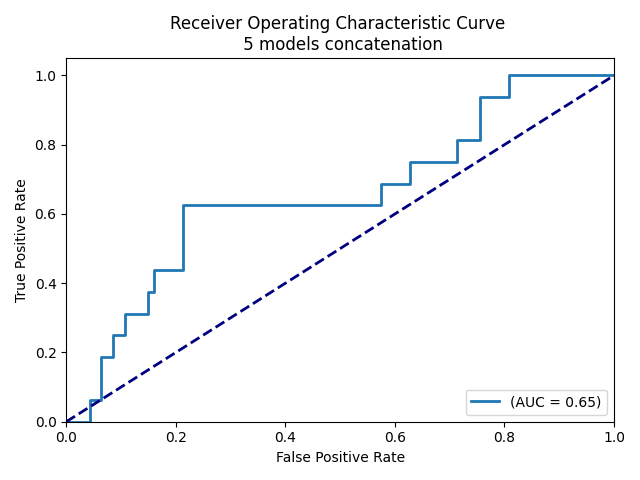 Receiver Operating Characteristic Curve
5 models concatenation
True Positive Rate
1.0
0.8
0.6
0.4
0.2
0.0
(AUC = 0.65)
0.0 0.2 0.4 0.6 0.8 1.0
False Positive Rate